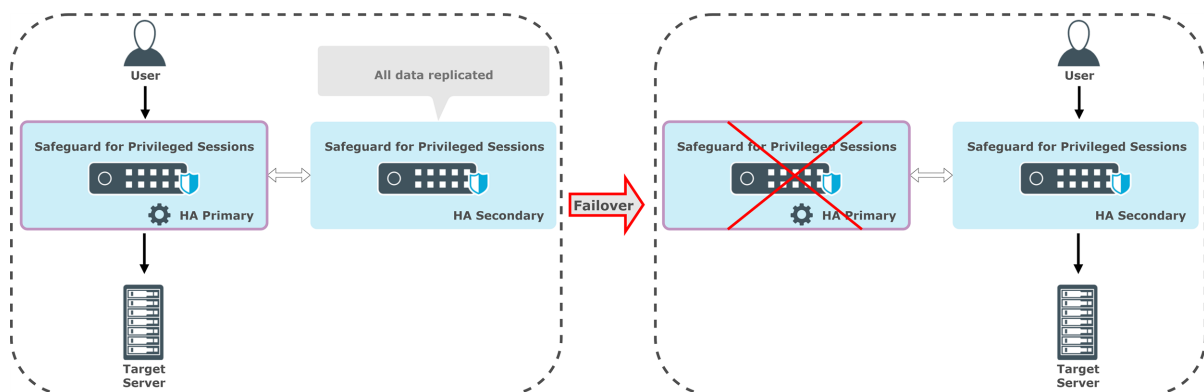 User
All data replicated
Safeguard for Privileged Sessions
HA Primary
Safeguard for Privileged Sessions
HA Secondary
Target
Server
Failover
User
Safeguard for Privileged Sessions
HA Primary
Safeguard for Privileged Sessions
HA Secondary
Target
Server